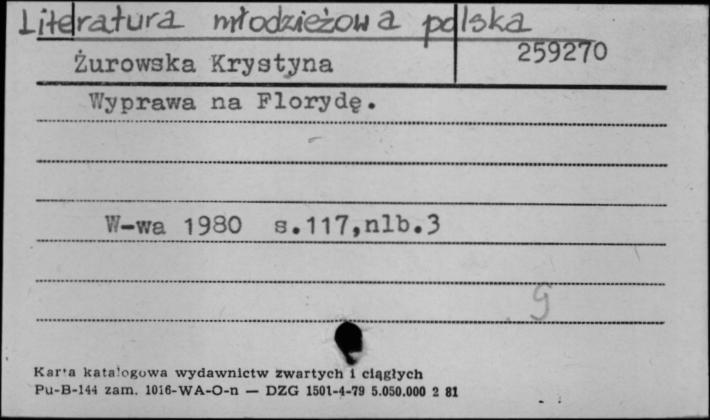 Literatura młodzieżowa polska
259270
Żurowska Krystyna
Wyprawa na Florydę.
W-wa 1980 s.117,nlb.3
g
Karta katalogowa wydawnictw zwartych i ciągłych
Pu-B-144 zam. 1016-WA-O-n — DZG 1501-4-79 5.050.000 2 81